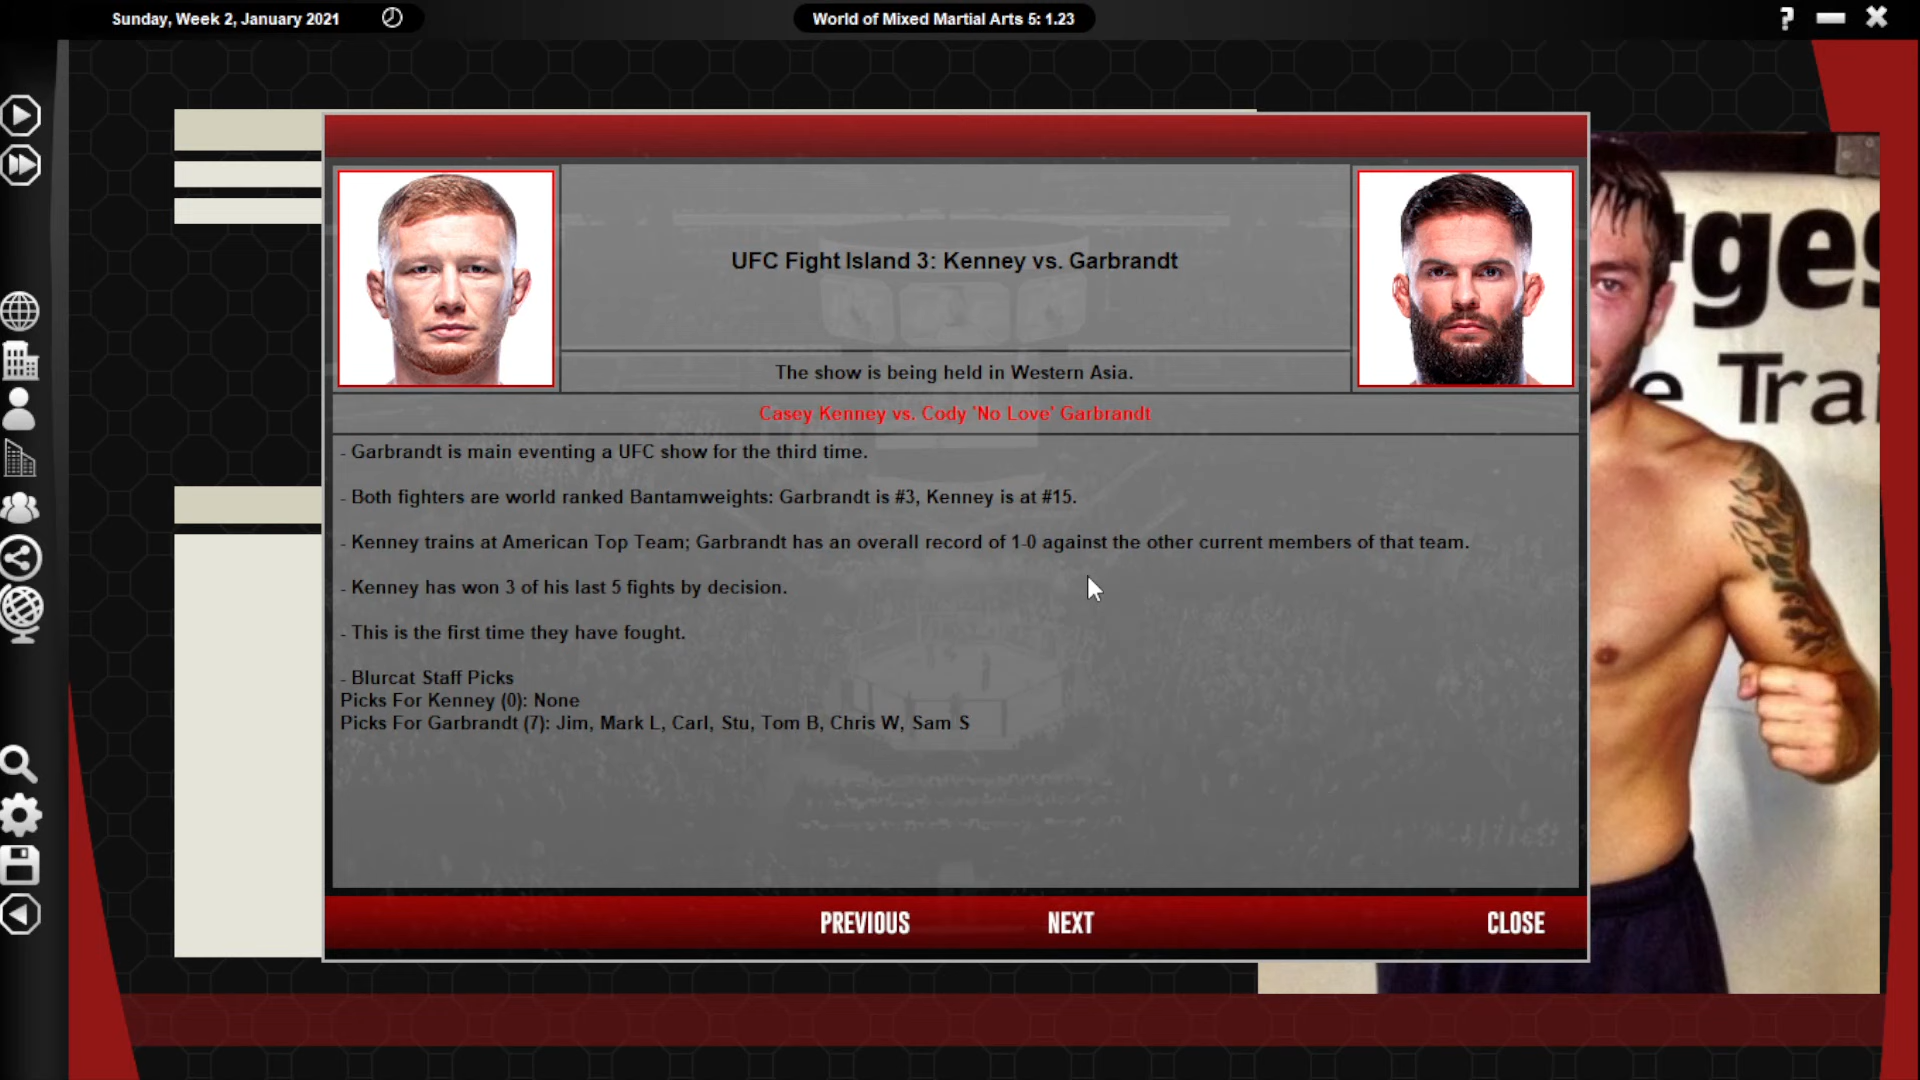 Sunday, Week 2, January 2021
World of Mixed Martial Arts 5: 1.23
?
UFC Fight Island 3: Kenney vs. Garbrandt
The show is being held in Western Asia.
Casey Kenney vs. Cody 'No Love' Garbrandt
- Garbrandt is main eventing a UFC show for the third time.
- Both fighters are world ranked Bantamweights: Garbrandt is #3, Kenney is at #15.
- Kenney trains at American Top Team; Garbrandt has an overall record of 1-0 against the other current members of that team.
- Kenney has won 3 of his last 5 fights by decision.
- This is the first time they have fought.
- Blurcat Staff Picks
Picks For Kenney (0): None
Picks For Garbrandt (7): Jim, Mark L, Carl, Stu, Tom B, Chris W, Sam S
PREVIOUS
NEXT
CLOSE